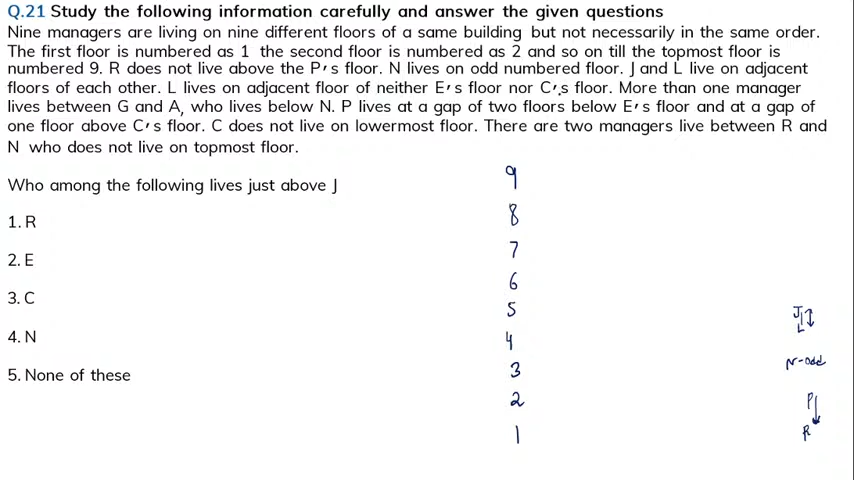 Q.21 Study the following information carefully and answer the given questions
Nine managers are living on nine different floors of a same building but not necessarily in the same order.
The first floor is numbered as 1 the second floor is numbered as 2 and so on till the topmost floor is
numbered 9. R does not live above the P's floor. N lives on odd numbered floor. J and L live on adjacent
floors of each other. L lives on adjacent floor of neither E's floor nor C's floor. More than one manager
lives between G and A, who lives below N. P lives at a gap of two floors below E's floor and at a gap of
one floor above C's floor. C does not live on lowermost floor. There are two managers live between R and
N who does not live on topmost floor.
Who among the following lives just above J
1. R
2. E
3. C
4. N
5. None of these
9
8
7
6
5
4
3
2
1
J
L
N-odd
P
R